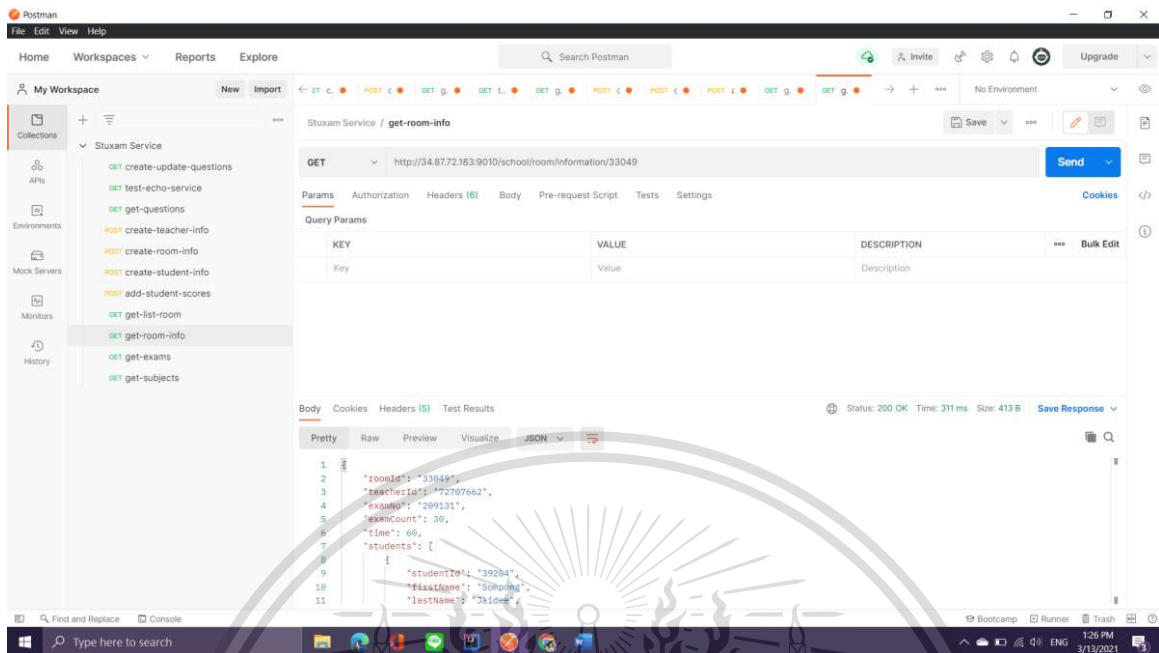 Postman
File Edit View Help
Home Workspaces Reports Explore
Search Postman
Invite
Upgrade
My Workspace
New Import
POST c
GET g.
GET t...
GET g.
POST c
POST c
GET g.
GET g.
No Environment
Collections
APIs
Environments
Mock Servers
Monitors
History
Stuxam Service
GET create-update-questions
GET test-echo-service
GET get-questions
POST create-teacher-info
POST create-room-info
POST create-student-info
POST add-student-scores
GET get-list-room
GET get-room-info
GET get-exams
GET get-subjects
Stuxam Service / get-room-info
Save
GET http://34.87.72.183:9010/school/room/information/33049
Send
Params Authorization Headers (6) Body Pre-request Script Tests Settings
Cookies
Query Params
KEY VALUE DESCRIPTION
Bulk Edit
Key Value Description
Body Cookies Headers (5) Test Results
Status: 200 OK Time: 311 ms Size: 413 B Save Response
Pretty Raw Preview Visualize JSON
1 {
2 "roomId": "33049",
3 "teacherId": "72707662",
4 "examNo": "209131",
5 "examCount": 30,
6 "time": 60,
7 "students": [
8 {
9 "studentId": "39204",
10 "firstName": "Sompong",
11 "lastName": "Jaidee",
Find and Replace Console
Bootcamp Runner Trash
Type here to search
ENG
1:26 PM
3/13/2021